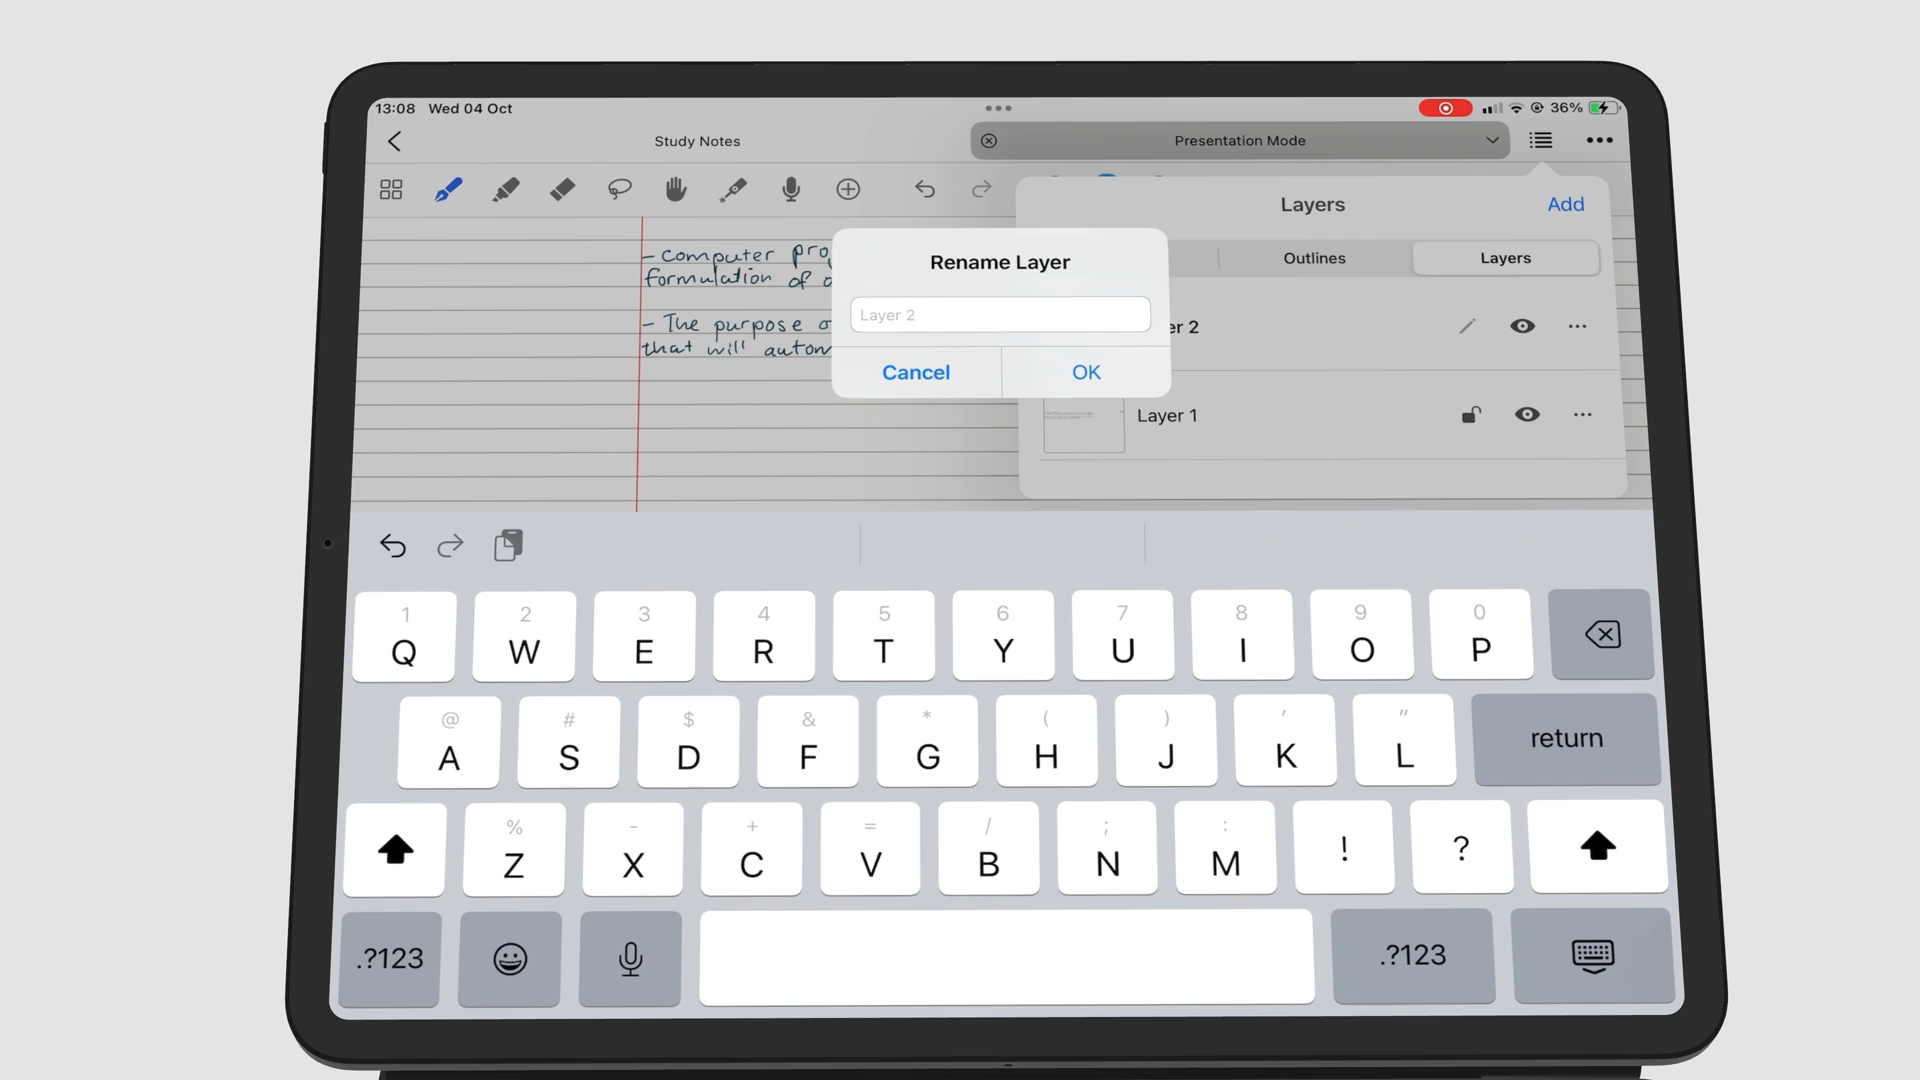 13:08 Wed 04 Oct
36%
Study Notes
Presentation Mode
Layers
Add
Outlines
Layers
- Computer
formulation of
- The purpose
that will
Rename Layer
Layer 2
Cancel
OK
2
Layer 1
1 2 3 4 5 6 7 8 9 0
Q W E R T Y U I O P
@ # $ & * ( ) ' "
A S D F G H J K L return
% - + = / ; :
Z X C V B N M ! ?
.?123 .?123